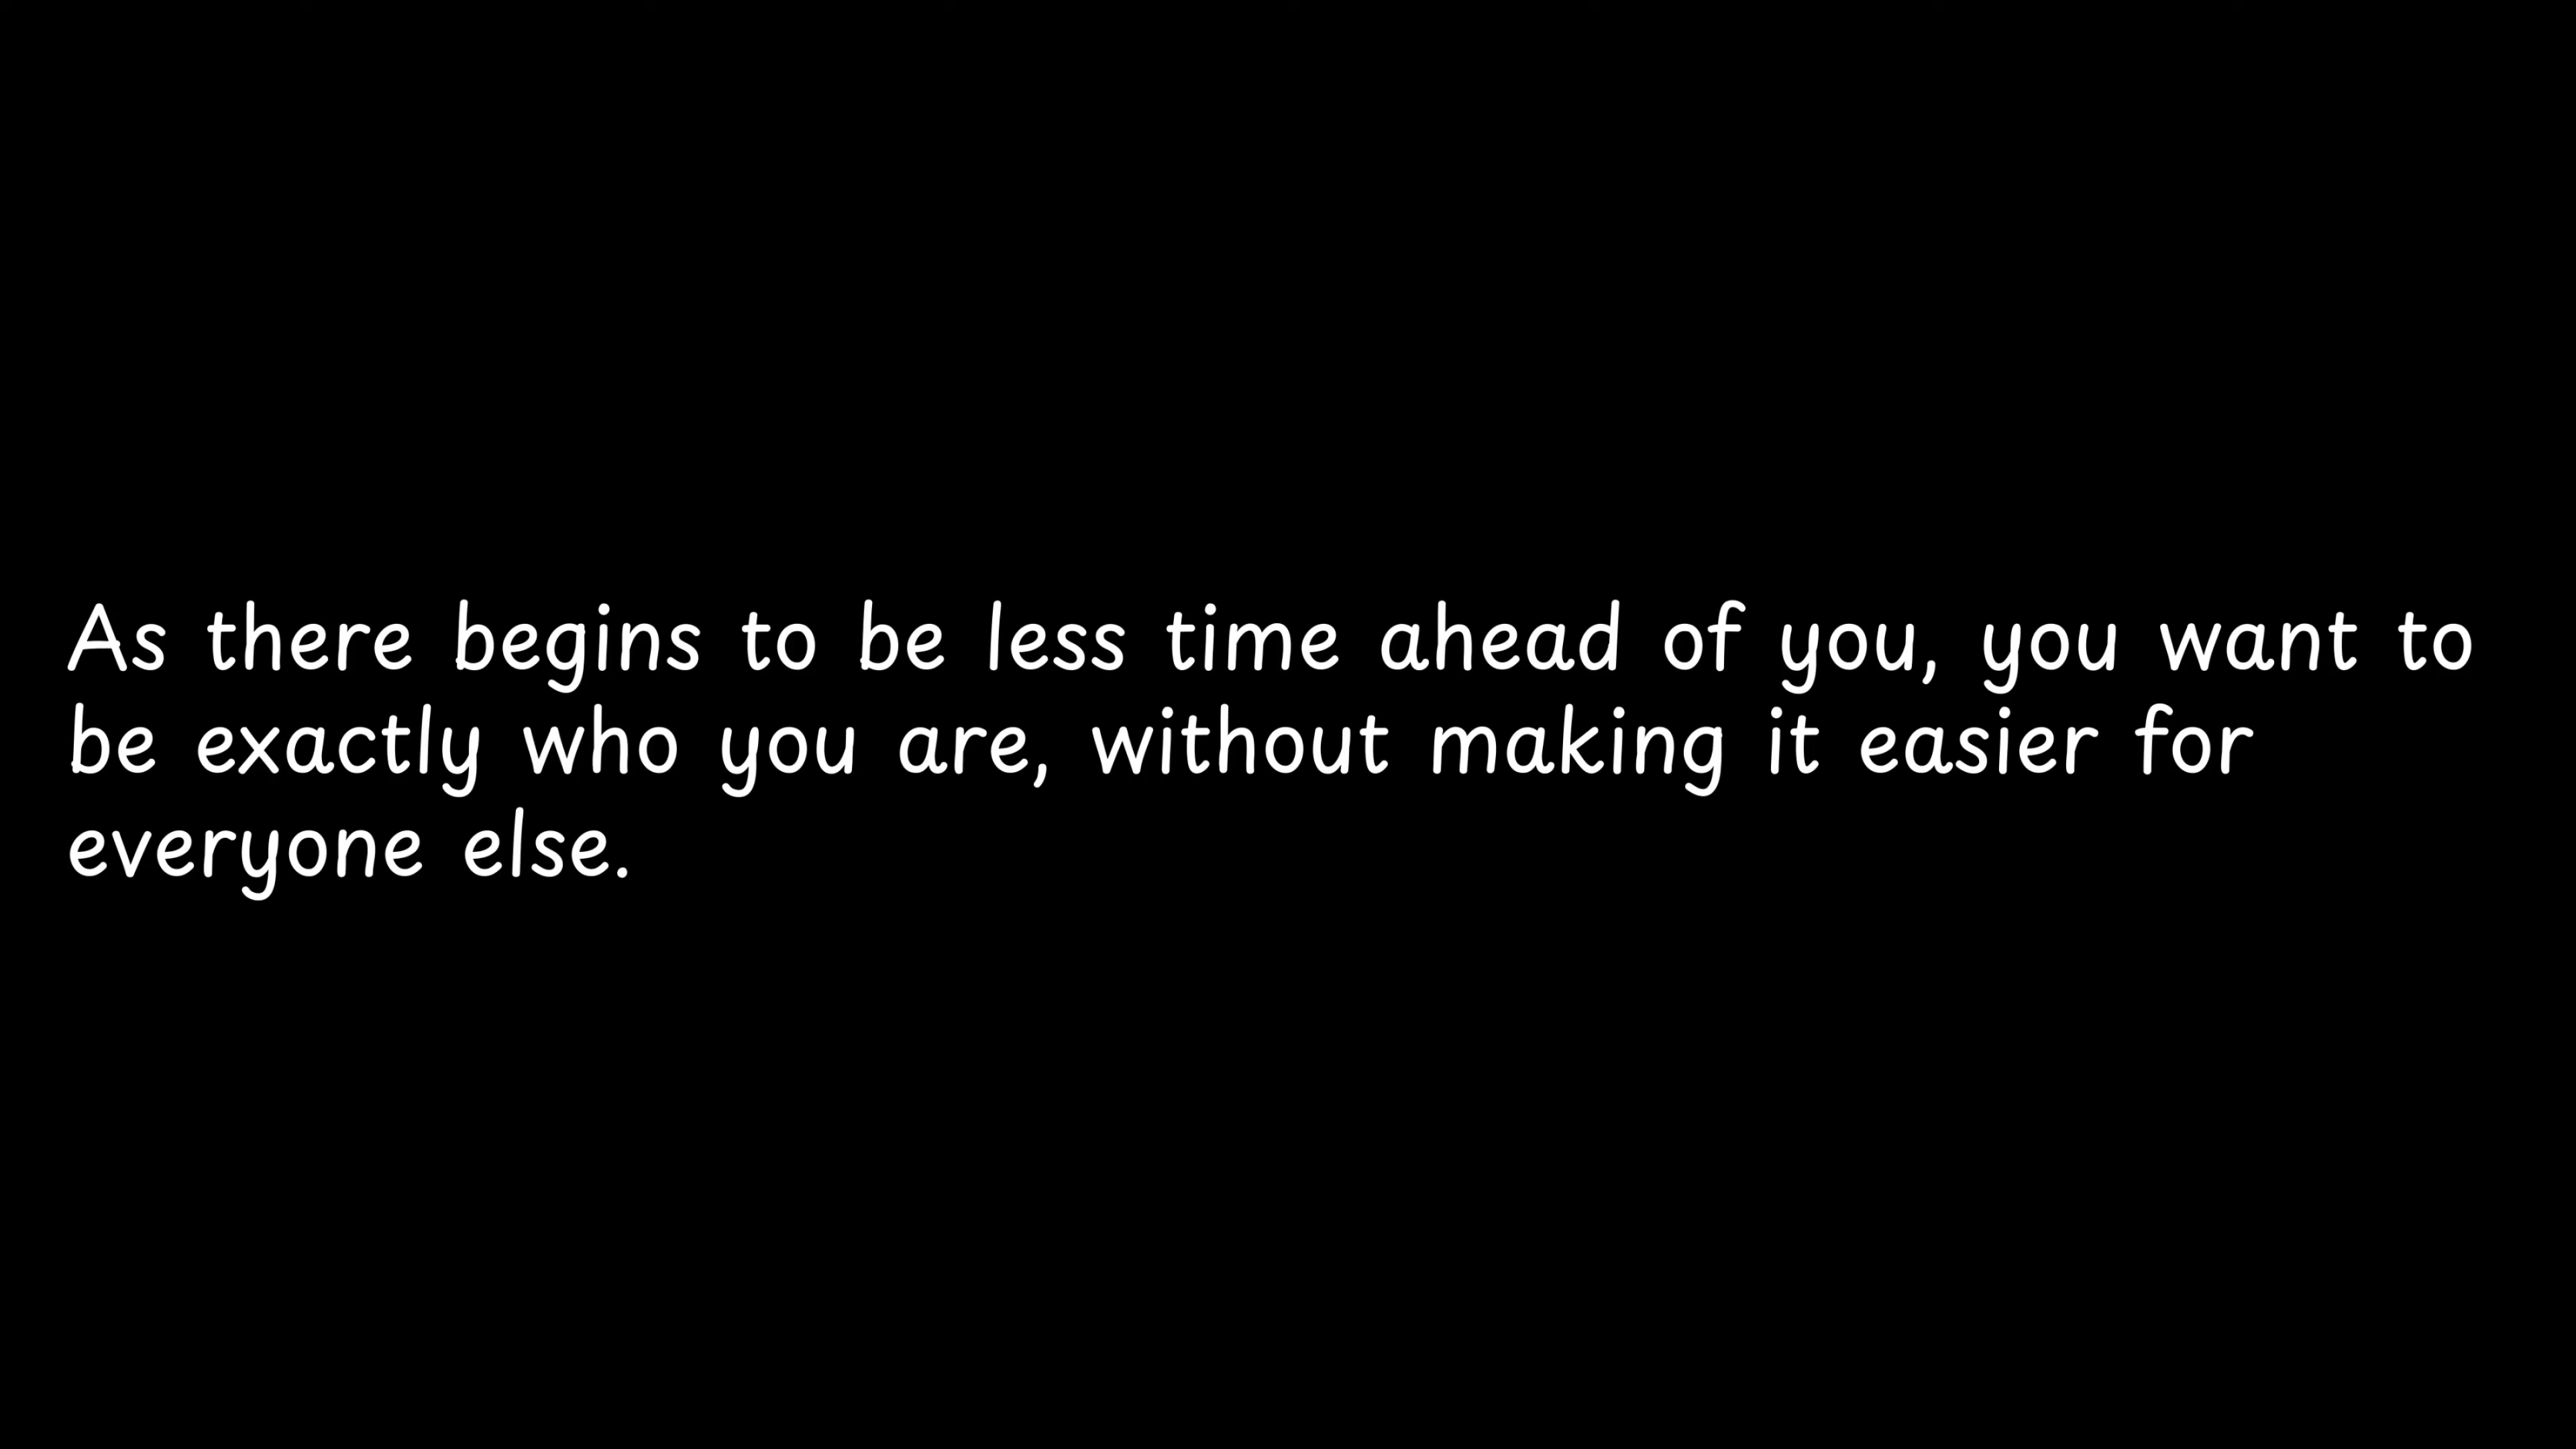 As there begins to be less time ahead of you, you want to
be exactly who you are, without making it easier for
everyone else.